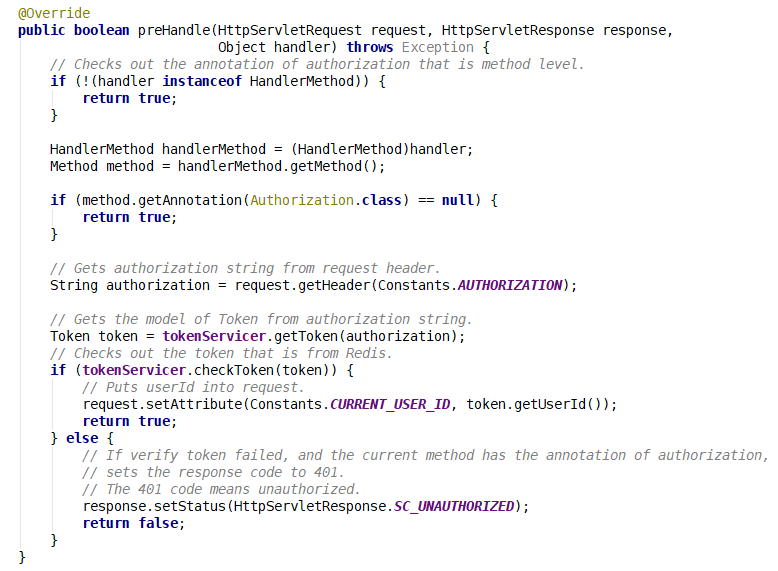 @Override
public boolean preHandle(HttpServletRequest request, HttpServletResponse response,
                         Object handler) throws Exception {
    // Checks out the annotation of authorization that is method level.
    if (!(handler instanceof HandlerMethod)) {
        return true;
    }

    HandlerMethod handlerMethod = (HandlerMethod)handler;
    Method method = handlerMethod.getMethod();

    if (method.getAnnotation(Authorization.class) == null) {
        return true;
    }

    // Gets authorization string from request header.
    String authorization = request.getHeader(Constants.AUTHORIZATION);

    // Gets the model of Token from authorization string.
    Token token = tokenServicer.getToken(authorization);
    // Checks out the token that is from Redis.
    if (tokenServicer.checkToken(token)) {
        // Puts userId into request.
        request.setAttribute(Constants.CURRENT_USER_ID, token.getUserId());
        return true;
    } else {
        // If verify token failed, and the current method has the annotation of authorization,
        // sets the response code to 401.
        // The 401 code means unauthorized.
        response.setStatus(HttpServletResponse.SC_UNAUTHORIZED);
        return false;
    }
}